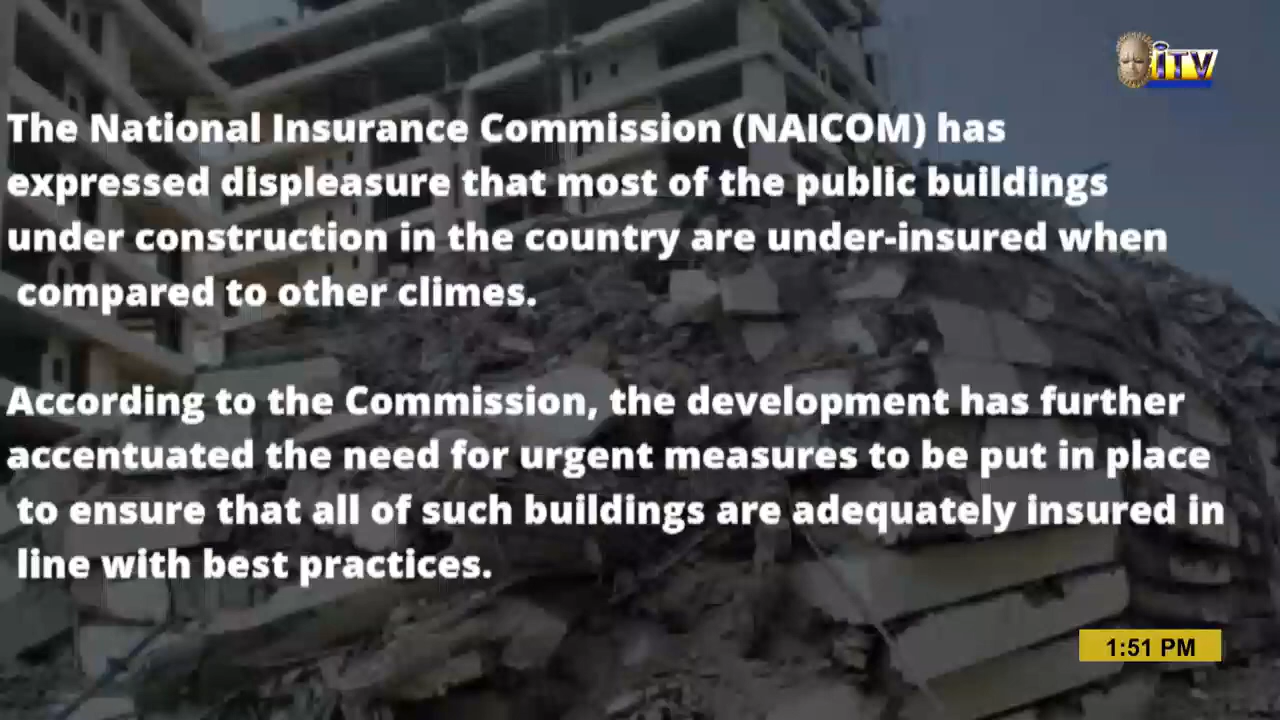 iTV
The National Insurance Commission (NAICOM) has
expressed displeasure that most of the public buildings
under construction in the country are under-insured when
compared to other climes.
According to the Commission, the development has further
accentuated the need for urgent measures to be put in place
to ensure that all of such buildings are adequately insured in
line with best practices.
1:51 PM